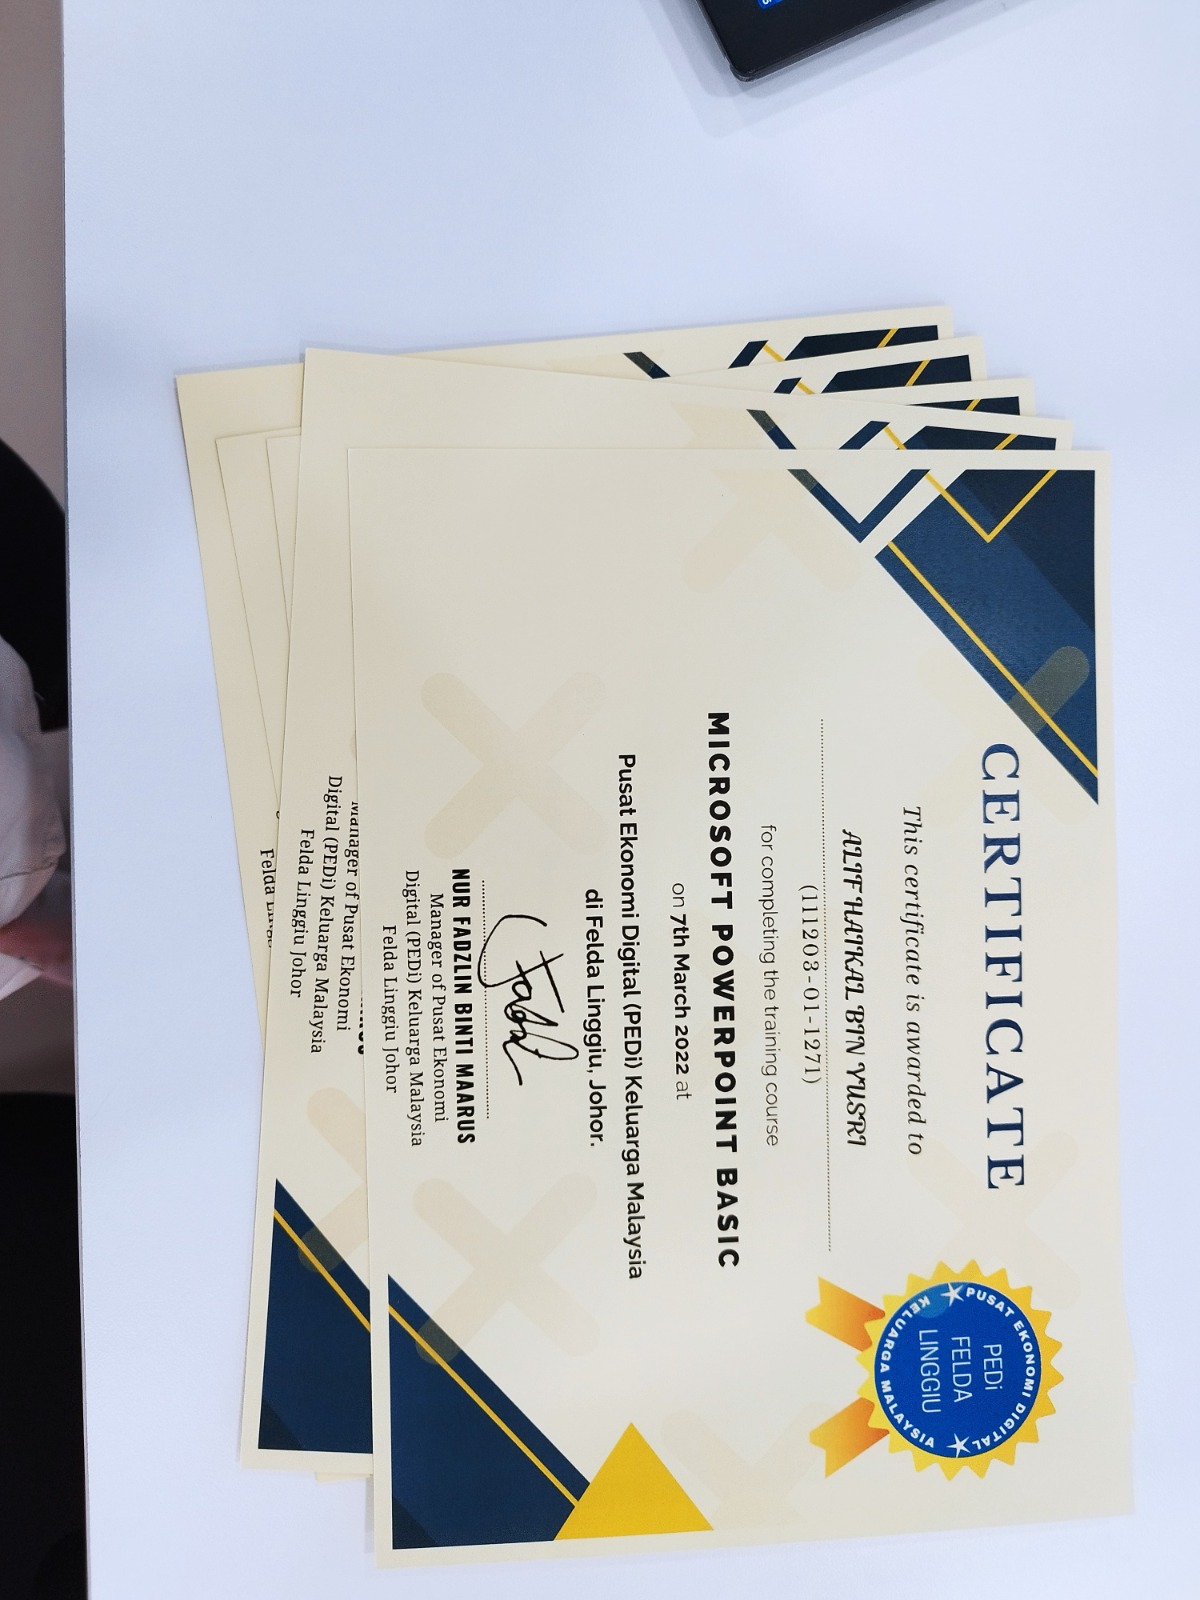 CERTIFICATE
This certificate is awarded to
ALIF HAIKAL BIN YUSRI
(111203-01-1271)
for completing the training course
MICROSOFT POWERPOINT BASIC
on 7th March 2022 at
Pusat Ekonomi Digital (PEDi) Keluarga Malaysia
di Felda Linggiu, Johor.
NUR FADZLIN BINTI MAARUS
Manager of Pusat Ekonomi
Digital (PEDi) Keluarga Malaysia
Felda Linggiu Johor
PUSAT EKONOMI DIGITAL
KELUARGA MALAYSIA
PEDi
FELDA
LINGGIU
Manager of Pusat Ekonomi
Digital (PEDi) Keluarga Malaysia
Felda Linggiu Johor
Felda